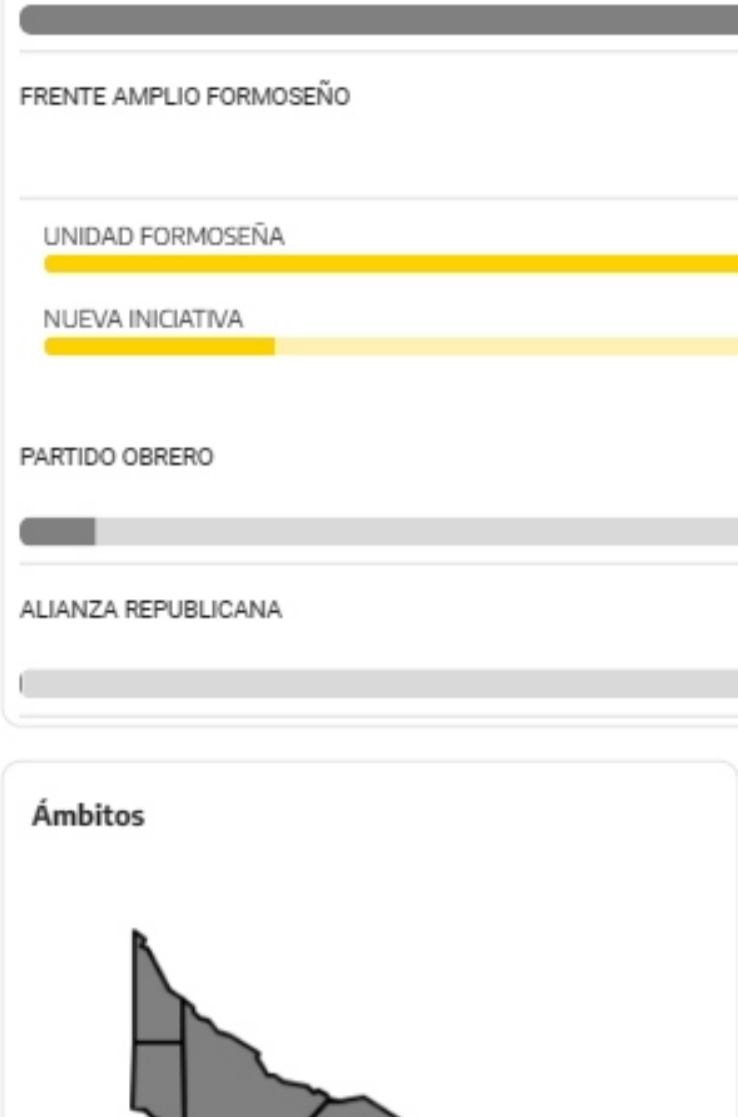 FRENTE AMPLIO FORMOSEÑO
UNIDAD FORMOSEÑA
NUEVA INICIATIVA
PARTIDO OBRERO
ALIANZA REPUBLICANA
Ámbitos